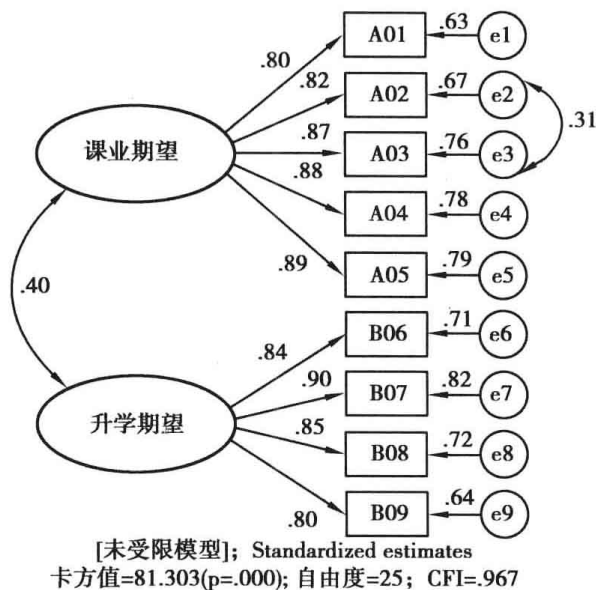 .80
A01
.63
e1
.82
A02
.67
e2
.31
课业期望
.87
A03
.76
e3
.88
A04
.78
e4
.89
A05
.79
e5
.40
.84
B06
.71
e6
升学期望
.90
B07
.82
e7
.85
B08
.72
e8
.80
B09
.64
e9
[未受限模型]; Standardized estimates
卡方值=81.303(p=.000); 自由度=25; CFI=.967